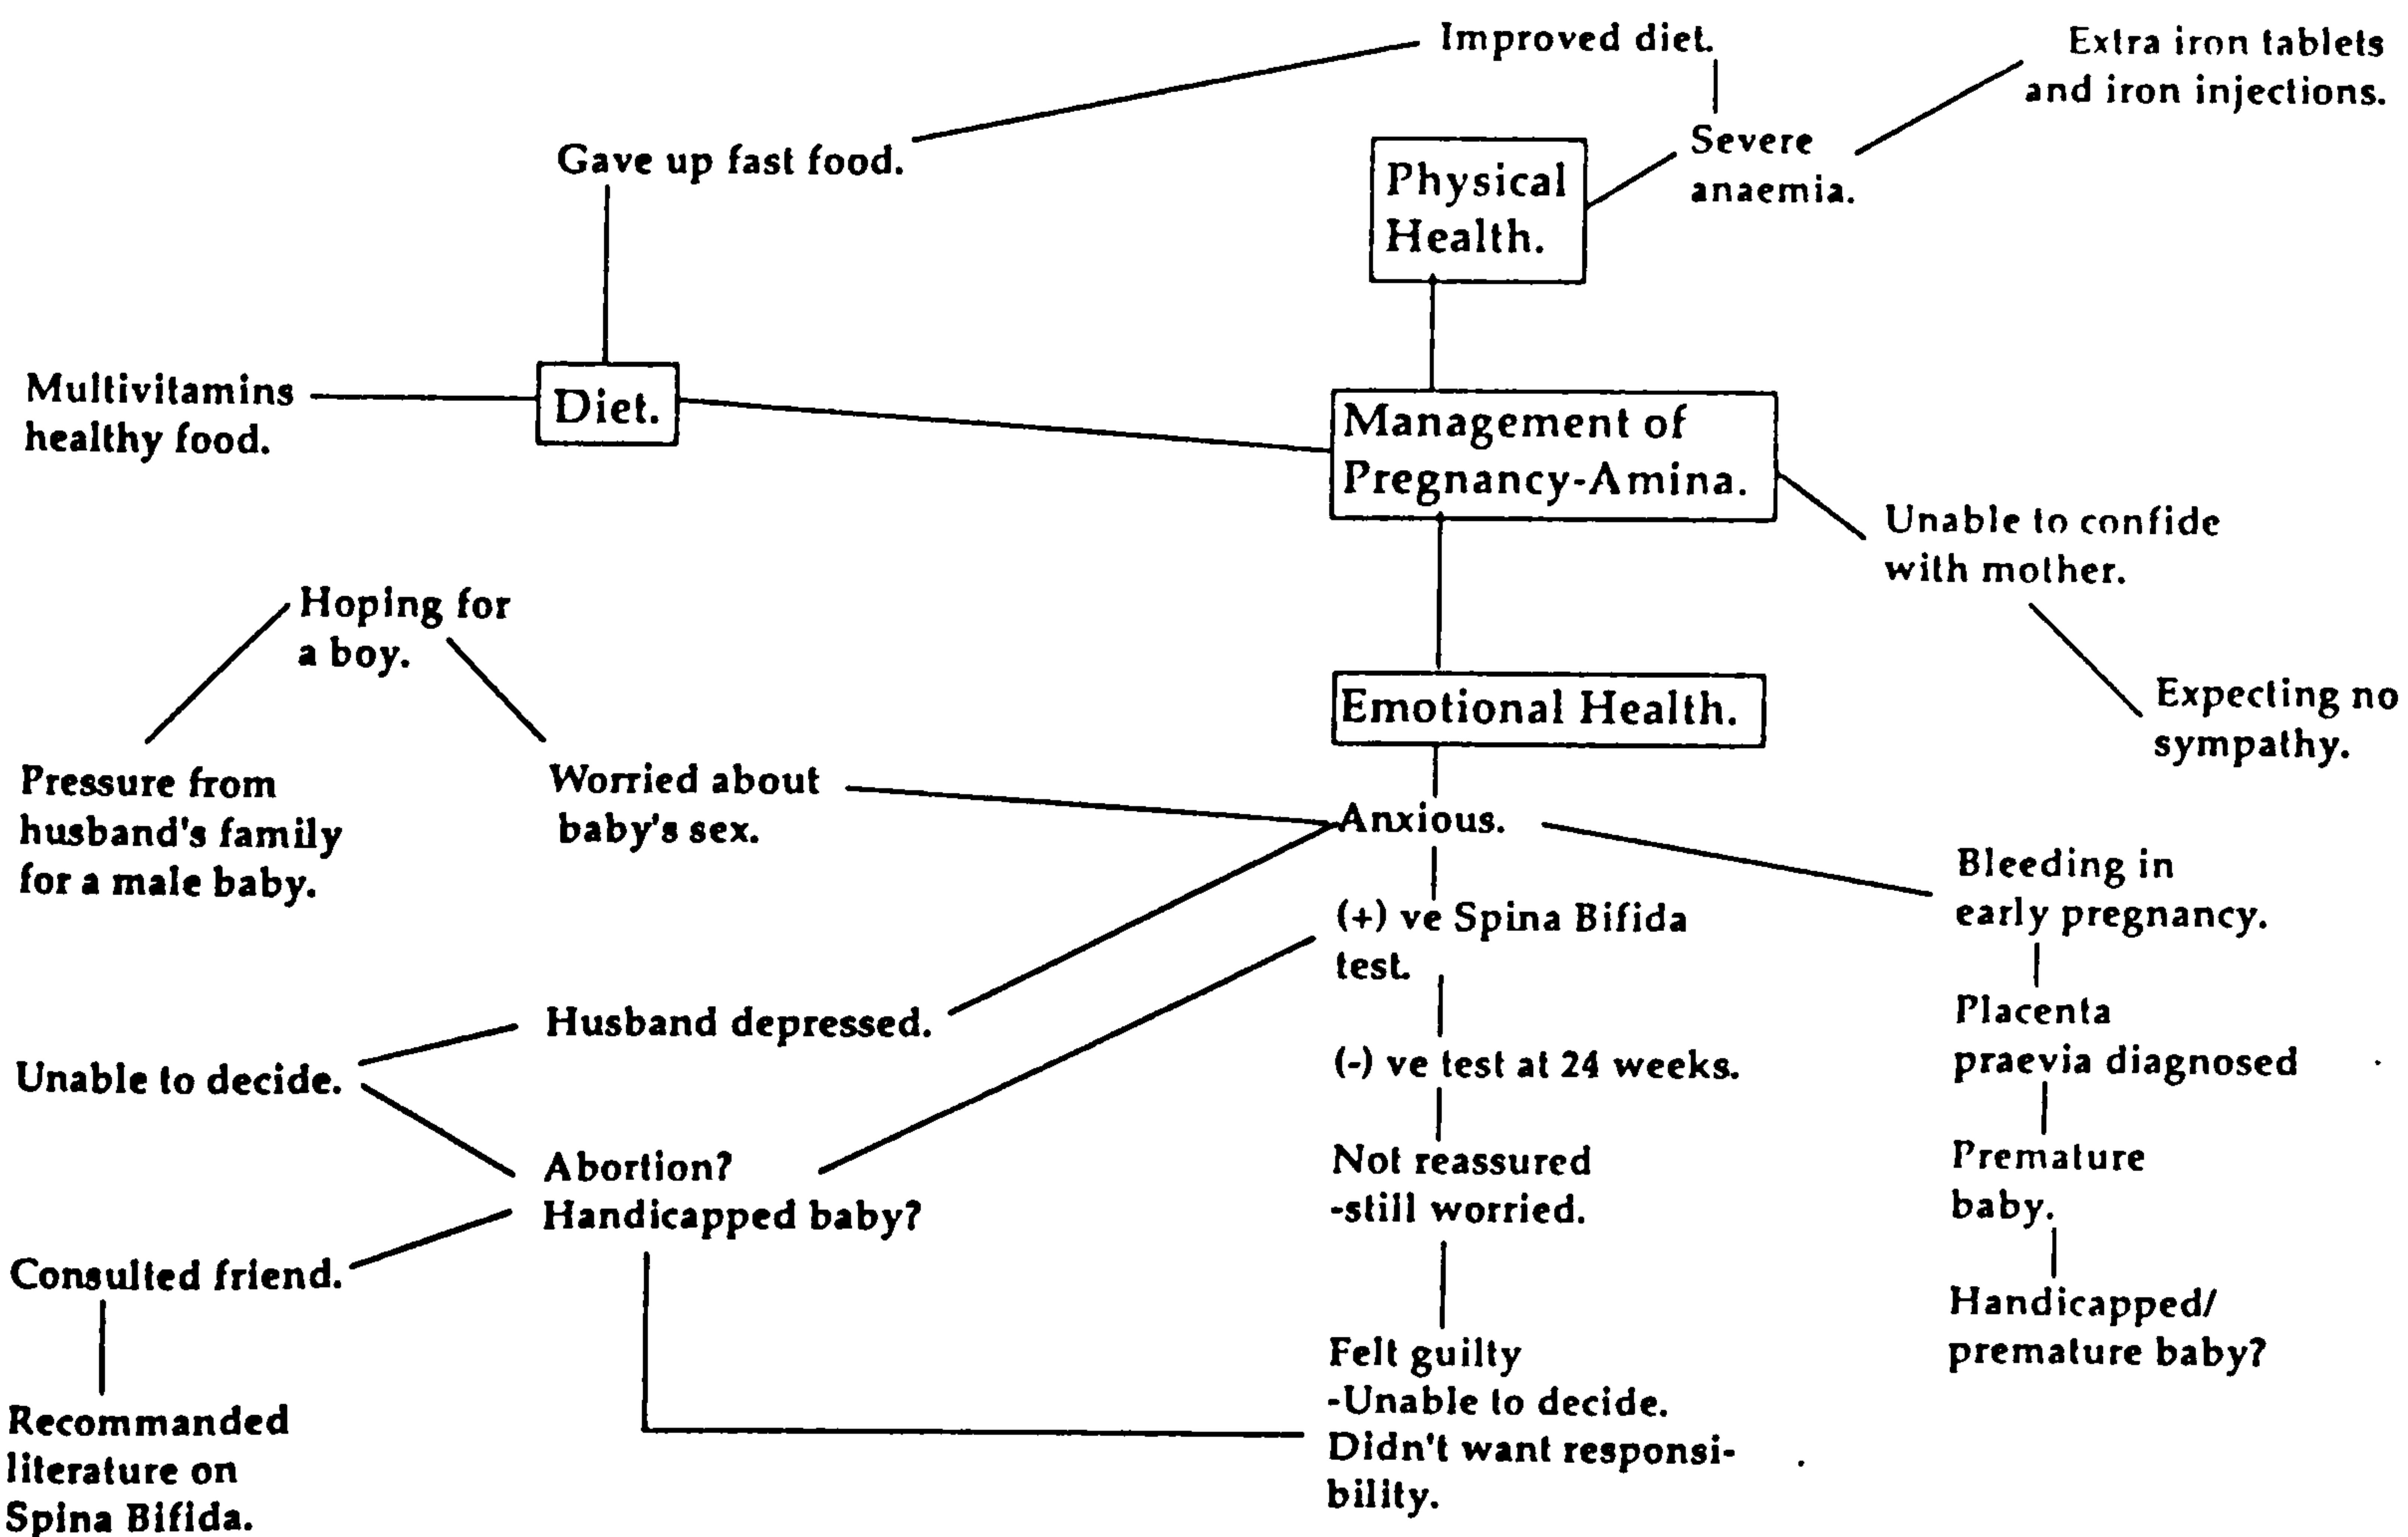 Improved diet.
Extra iron tablets
and iron injections.
Gave up fast food.
Severe
anaemia.
Physical
Health.
Multivitamins
healthy food.
Diet.
Management of
Pregnancy-Amina.
Unable to confide
with mother.
Expecting no
sympathy.
Hoping for
a boy.
Emotional Health.
Pressure from
husband's family
for a male baby.
Worried about
baby's sex.
Anxious.
Bleeding in
early pregnancy.
(+) ve Spina Bifida
test.
Placenta
praevia diagnosed
Husband depressed.
Unable to decide.
(-) ve test at 24 weeks.
Abortion?
Handicapped baby?
Not reassured
-still worried.
Premature
baby.
Consulted friend.
Handicapped/
premature baby?
Felt guilty
-Unable to decide.
Didn't want responsi-
bility.
Recommanded
literature on
Spina Bifida.